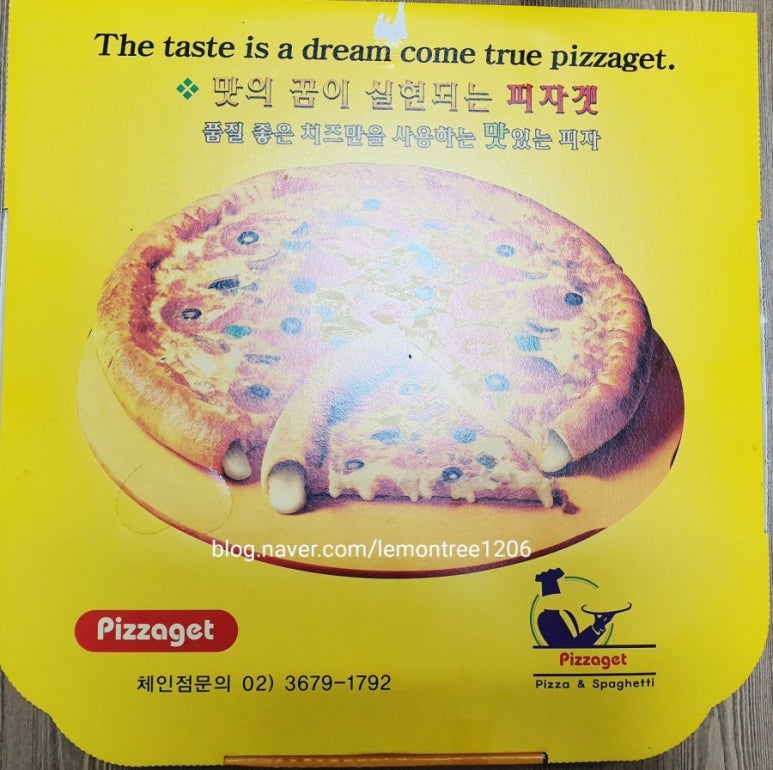 The taste is a dream come true pizzaget.
❖ 맛의 꿈이 실현되는 피자겟
품질 좋은 치즈만을 사용하는 맛있는 피자
blog.naver.com/lemontree1206
Pizzaget
체인점문의 02) 3679-1792
Pizzaget
Pizza & Spaghetti